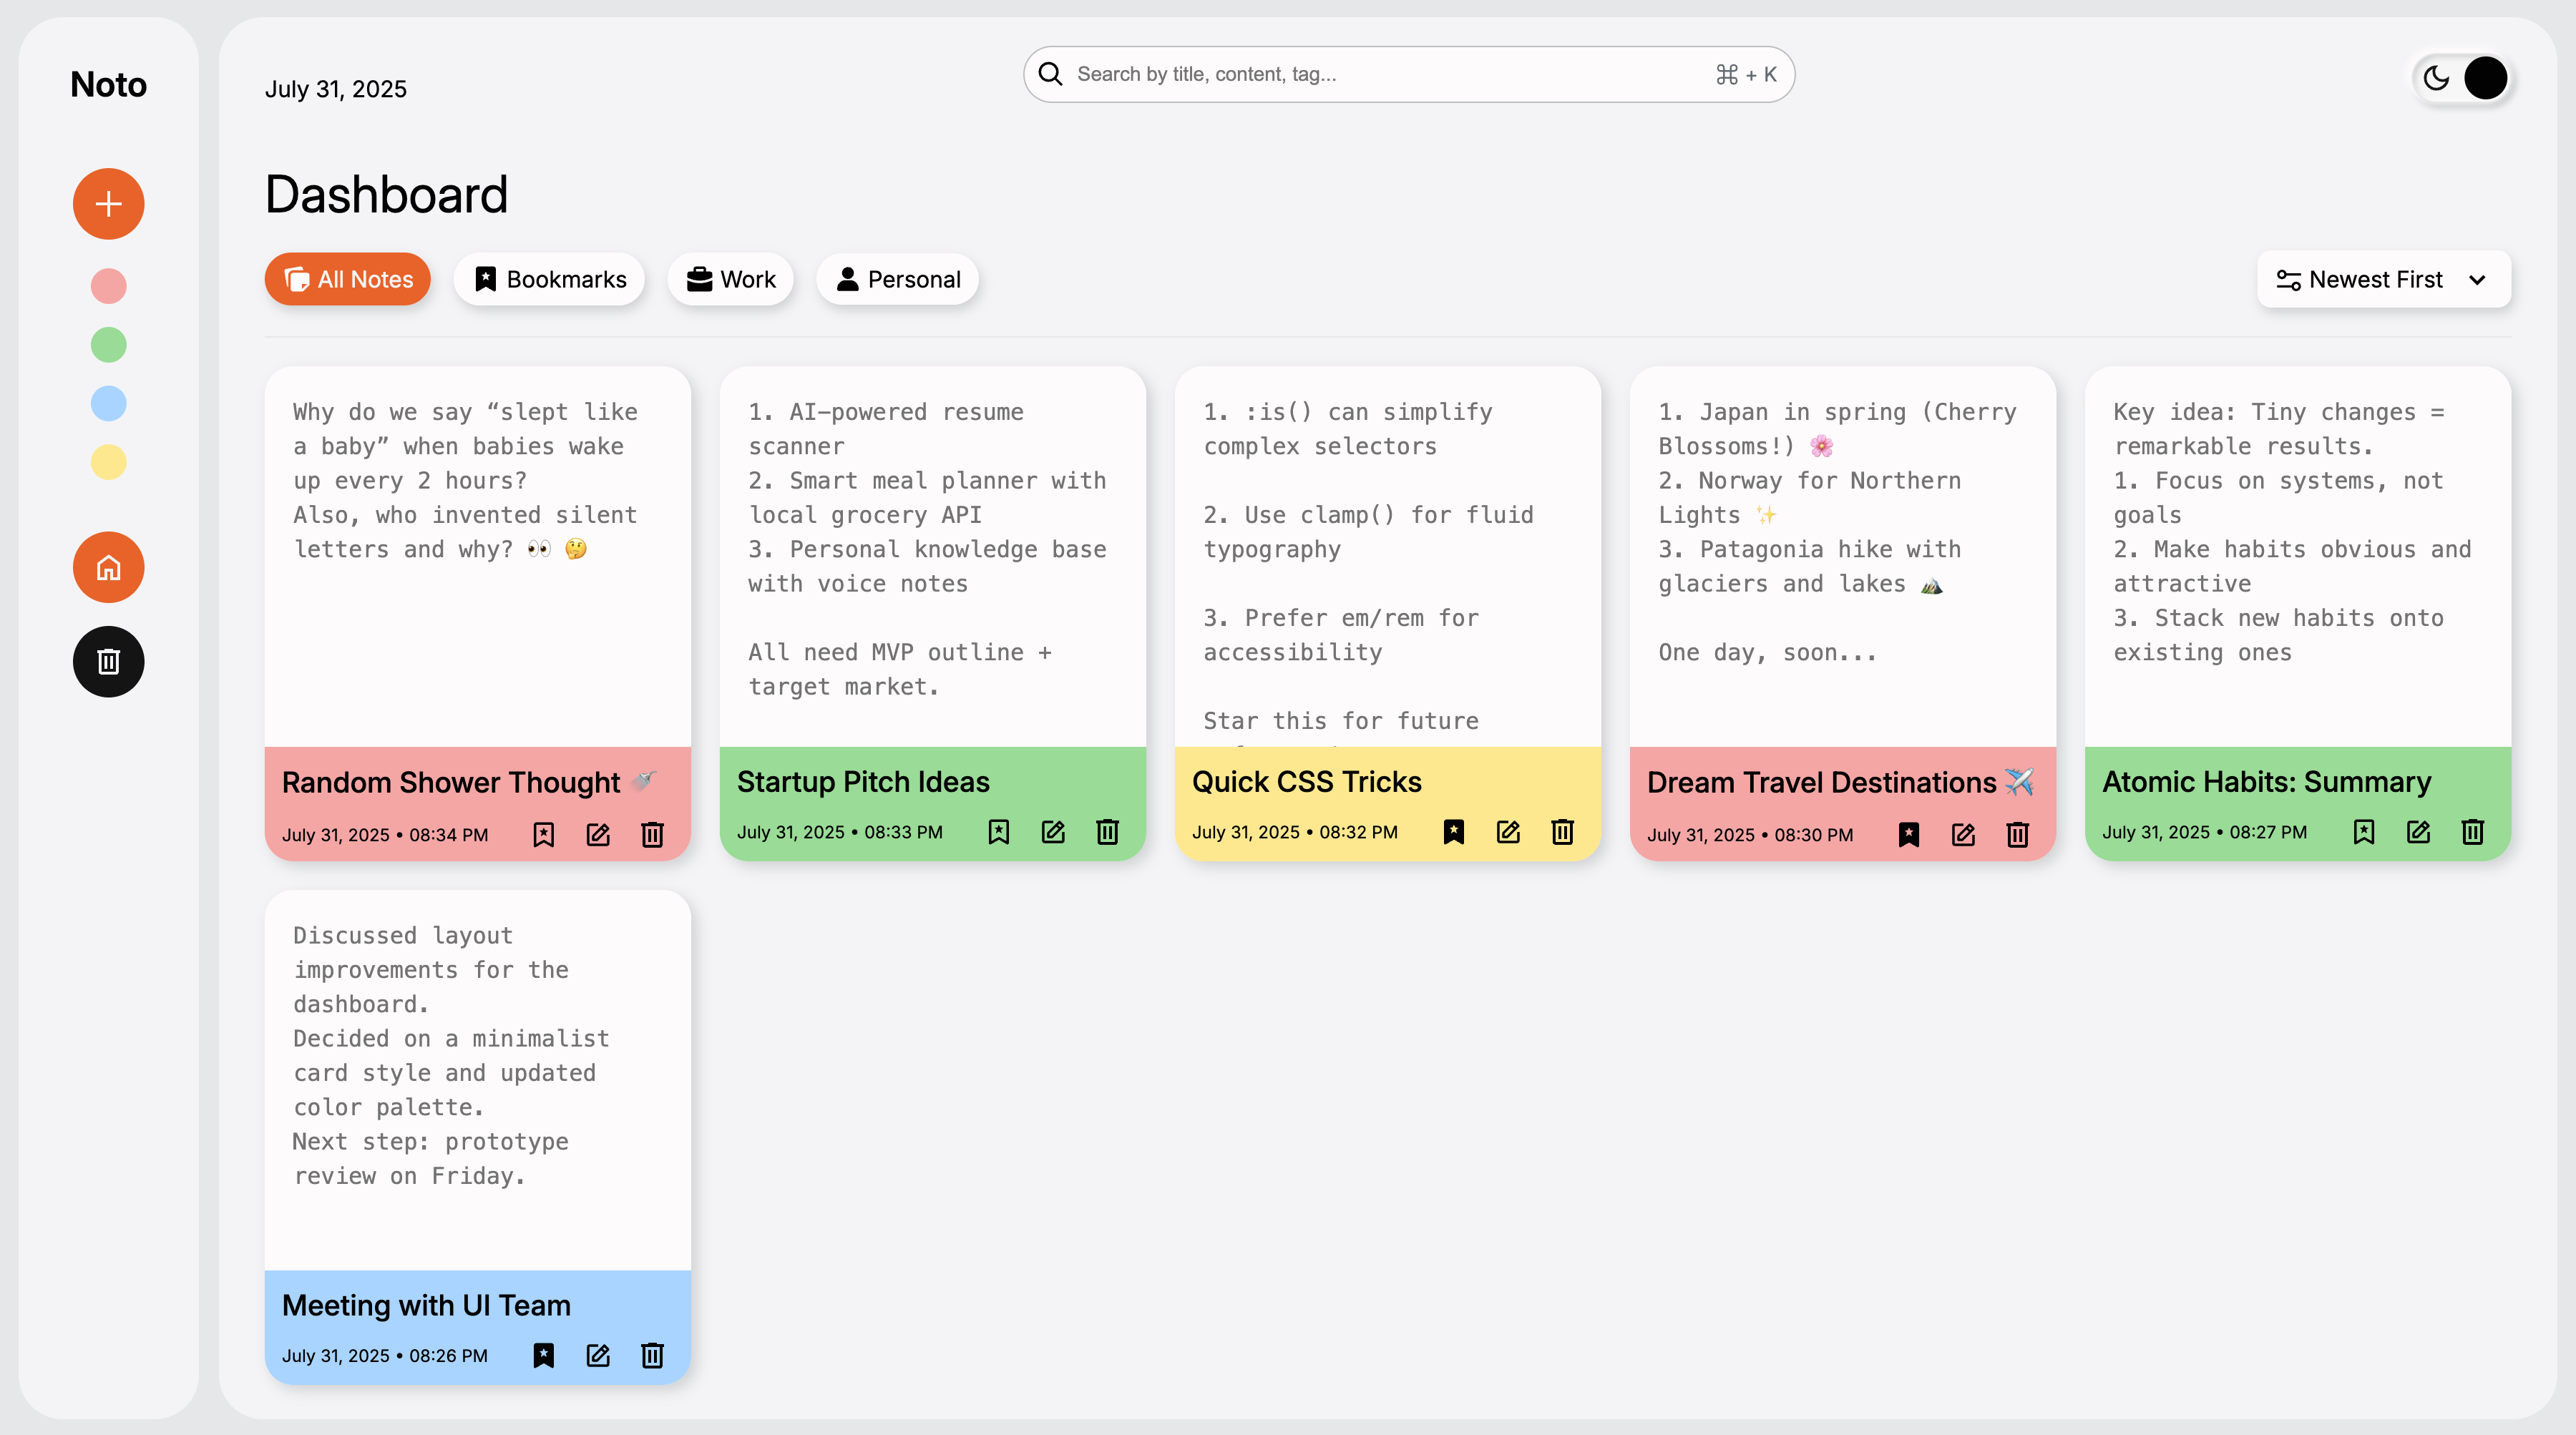 Noto
July 31, 2025
Search by title, content, tag...
⌘ + K
Dashboard
All Notes
Bookmarks
Work
Personal
Newest First
Why do we say “slept like
a baby” when babies wake
up every 2 hours?
Also, who invented silent
letters and why? 👀 🤔
Random Shower Thought 🚿
July 31, 2025 • 08:34 PM
1. AI-powered resume
scanner
2. Smart meal planner with
local grocery API
3. Personal knowledge base
with voice notes
All need MVP outline +
target market.
Startup Pitch Ideas
July 31, 2025 • 08:33 PM
1. :is() can simplify
complex selectors
2. Use clamp() for fluid
typography
3. Prefer em/rem for
accessibility
Star this for future
Quick CSS Tricks
July 31, 2025 • 08:32 PM
1. Japan in spring (Cherry
Blossoms!) 🌸
2. Norway for Northern
Lights ✨
3. Patagonia hike with
glaciers and lakes 🏔️
One day, soon...
Dream Travel Destinations ✈️
July 31, 2025 • 08:30 PM
Key idea: Tiny changes =
remarkable results.
1. Focus on systems, not
goals
2. Make habits obvious and
attractive
3. Stack new habits onto
existing ones
Atomic Habits: Summary
July 31, 2025 • 08:27 PM
Discussed layout
improvements for the
dashboard.
Decided on a minimalist
card style and updated
color palette.
Next step: prototype
review on Friday.
Meeting with UI Team
July 31, 2025 • 08:26 PM